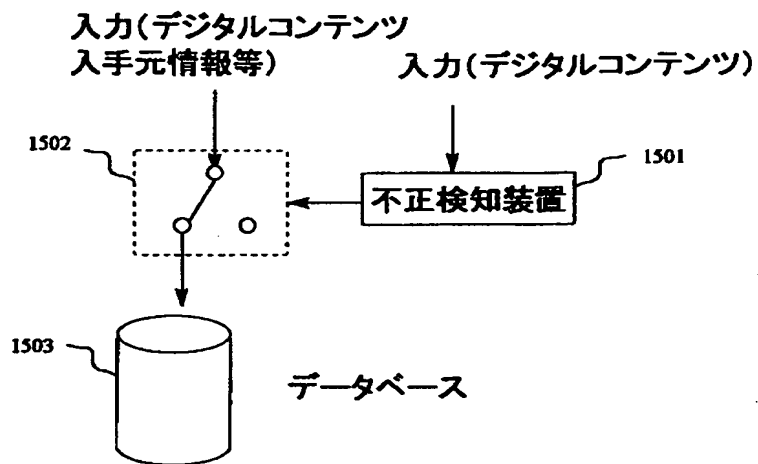 入力(デジタルコンテンツ
入手元情報等)
入力(デジタルコンテンツ)
1502
1501
不正検知装置
1503
データベース